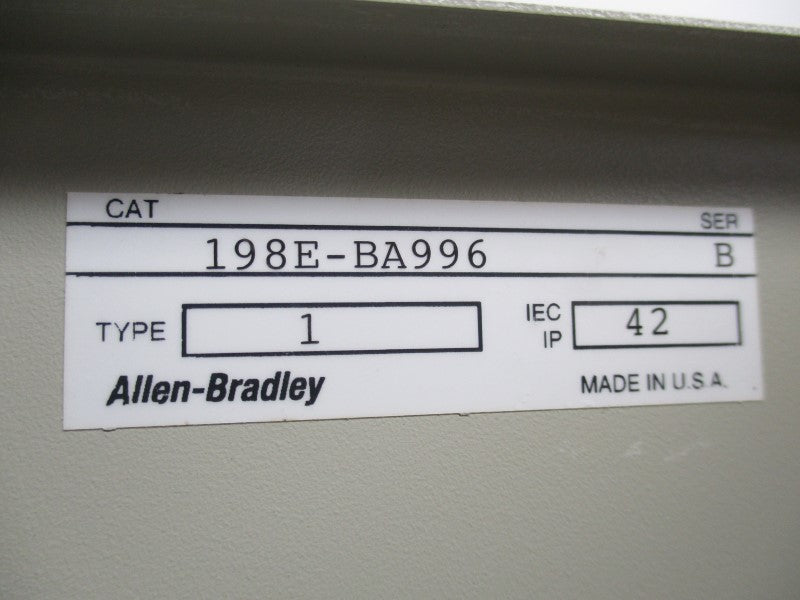 CAT SER
198E-BA996 B
TYPE 1 IEC IP 42
Allen-Bradley MADE IN U.S.A.